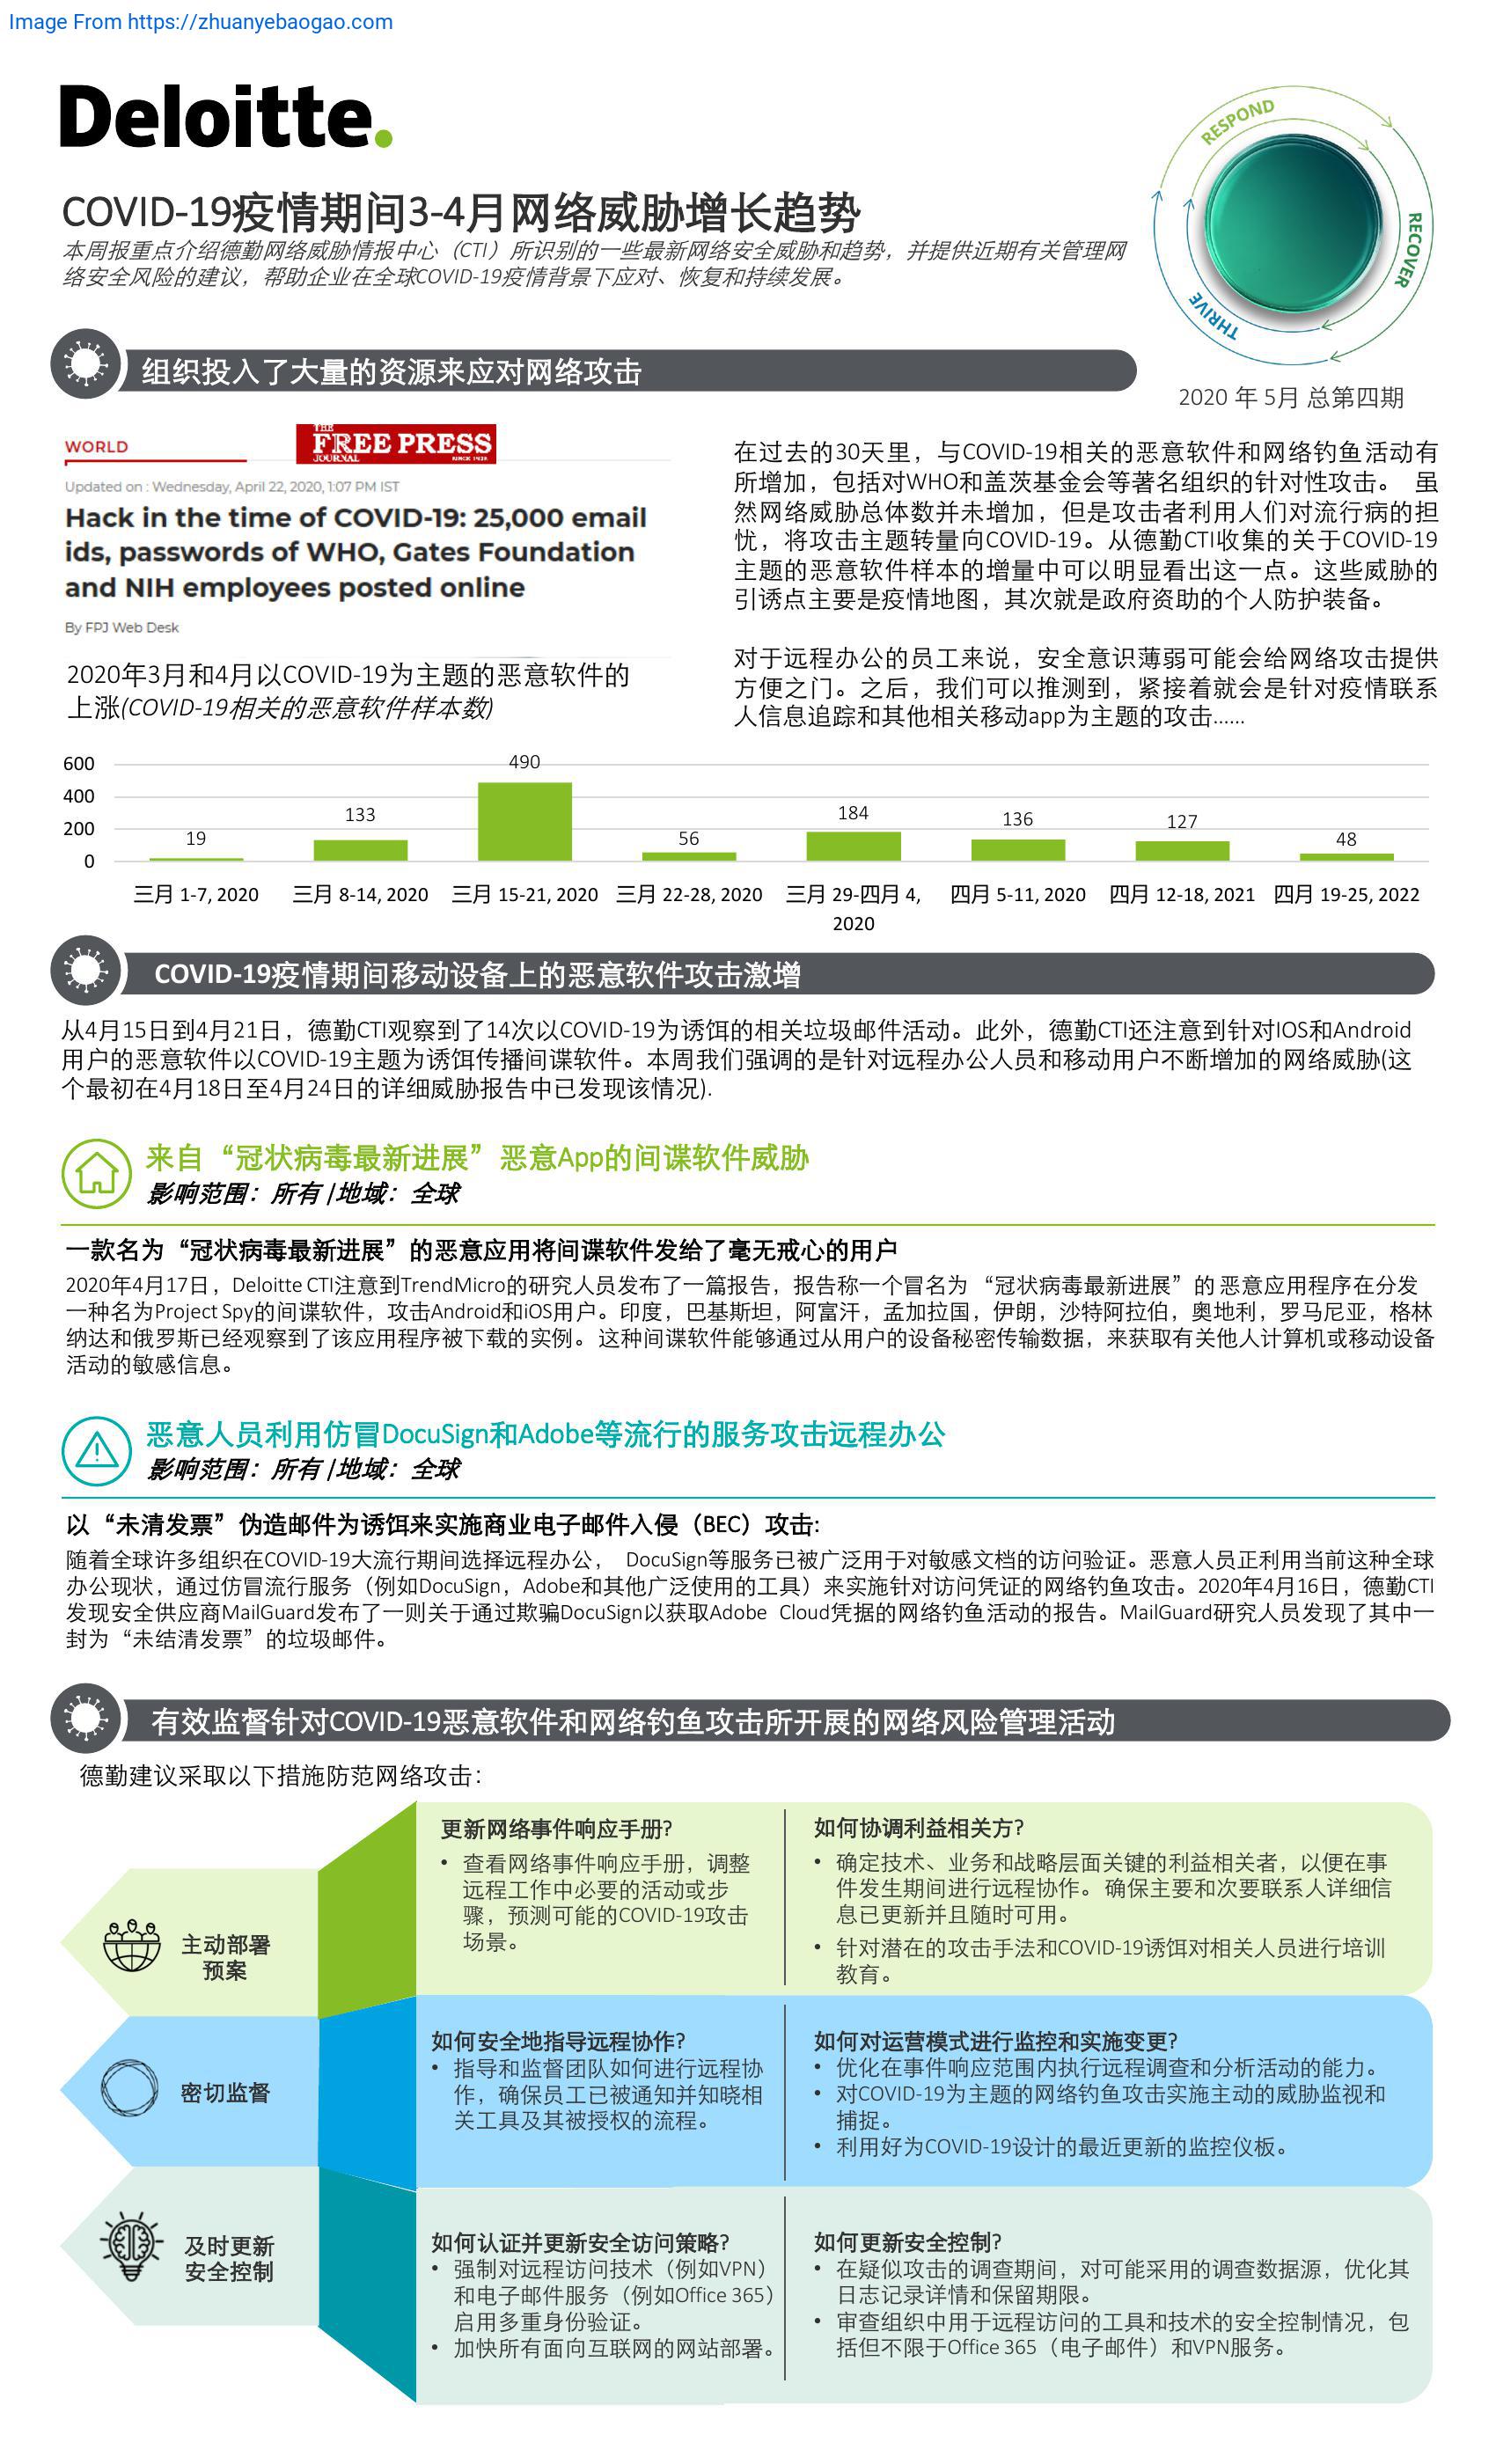 Image From https://zhuanyebaogao.com
Deloitte.
RESPOND
RECOVER
THRIVE
COVID-19疫情期间3-4月网络威胁增长趋势
本周报重点介绍德勤网络威胁情报中心（CTI）所识别的一些最新网络安全威胁和趋势，并提供近期有关管理网
络安全风险的建议，帮助企业在全球COVID-19疫情背景下应对、恢复和持续发展。
组织投入了大量的资源来应对网络攻击
2020 年 5月 总第四期
WORLD
THE
FREE PRESS
JOURNAL SINCE 1928
Updated on : Wednesday, April 22, 2020, 1:07 PM IST
Hack in the time of COVID-19: 25,000 email
ids, passwords of WHO, Gates Foundation
and NIH employees posted online
By FPJ Web Desk
在过去的30天里，与COVID-19相关的恶意软件和网络钓鱼活动有
所增加，包括对WHO和盖茨基金会等著名组织的针对性攻击。 虽
然网络威胁总体数并未增加，但是攻击者利用人们对流行病的担
忧，将攻击主题转量向COVID-19。从德勤CTI收集的关于COVID-19
主题的恶意软件样本的增量中可以明显看出这一点。这些威胁的
引诱点主要是疫情地图，其次就是政府资助的个人防护装备。
对于远程办公的员工来说，安全意识薄弱可能会给网络攻击提供
方便之门。之后，我们可以推测到，紧接着就会是针对疫情联系
人信息追踪和其他相关移动app为主题的攻击......
2020年3月和4月以COVID-19为主题的恶意软件的
上涨(COVID-19相关的恶意软件样本数)
600
400
200
0
19
133
490
56
184
136
127
48
三月 1-7, 2020
三月 8-14, 2020
三月 15-21, 2020
三月 22-28, 2020
三月 29-四月 4,
2020
四月 5-11, 2020
四月 12-18, 2021
四月 19-25, 2022
COVID-19疫情期间移动设备上的恶意软件攻击激增
从4月15日到4月21日，德勤CTI观察到了14次以COVID-19为诱饵的相关垃圾邮件活动。此外，德勤CTI还注意到针对IOS和Android
用户的恶意软件以COVID-19主题为诱饵传播间谍软件。本周我们强调的是针对远程办公人员和移动用户不断增加的网络威胁(这
个最初在4月18日至4月24日的详细威胁报告中已发现该情况).
来自“冠状病毒最新进展”恶意App的间谍软件威胁
影响范围：所有 |地域：全球
一款名为“冠状病毒最新进展”的恶意应用将间谍软件发给了毫无戒心的用户
2020年4月17日，Deloitte CTI注意到TrendMicro的研究人员发布了一篇报告，报告称一个冒名为 “冠状病毒最新进展”的 恶意应用程序在分发
一种名为Project Spy的间谍软件，攻击Android和iOS用户。印度，巴基斯坦，阿富汗，孟加拉国，伊朗，沙特阿拉伯，奥地利，罗马尼亚，格林
纳达和俄罗斯已经观察到了该应用程序被下载的实例。 这种间谍软件能够通过从用户的设备秘密传输数据，来获取有关他人计算机或移动设备
活动的敏感信息。
恶意人员利用仿冒DocuSign和Adobe等流行的服务攻击远程办公
影响范围：所有 |地域：全球
以“未清发票”伪造邮件为诱饵来实施商业电子邮件入侵（BEC）攻击:
随着全球许多组织在COVID-19大流行期间选择远程办公， DocuSign等服务已被广泛用于对敏感文档的访问验证。恶意人员正利用当前这种全球
办公现状，通过仿冒流行服务（例如DocuSign，Adobe和其他广泛使用的工具）来实施针对访问凭证的网络钓鱼攻击。2020年4月16日，德勤CTI
发现安全供应商MailGuard发布了一则关于通过欺骗DocuSign以获取Adobe Cloud凭据的网络钓鱼活动的报告。MailGuard研究人员发现了其中一
封为“未结清发票”的垃圾邮件。
有效监督针对COVID-19恶意软件和网络钓鱼攻击所开展的网络风险管理活动
德勤建议采取以下措施防范网络攻击：
主动部署
预案
更新网络事件响应手册?
• 查看网络事件响应手册，调整
远程工作中必要的活动或步
骤，预测可能的COVID-19攻击
场景。
如何协调利益相关方?
• 确定技术、业务和战略层面关键的利益相关者，以便在事
件发生期间进行远程协作。 确保主要和次要联系人详细信
息已更新并且随时可用。
• 针对潜在的攻击手法和COVID-19诱饵对相关人员进行培训
教育。
密切监督
如何安全地指导远程协作?
• 指导和监督团队如何进行远程协
作，确保员工已被通知并知晓相
关工具及其被授权的流程。
如何对运营模式进行监控和实施变更?
• 优化在事件响应范围内执行远程调查和分析活动的能力。
• 对COVID-19为主题的网络钓鱼攻击实施主动的威胁监视和
捕捉。
• 利用好为COVID-19设计的最近更新的监控仪板。
及时更新
安全控制
如何认证并更新安全访问策略?
• 强制对远程访问技术（例如VPN）
和电子邮件服务（例如Office 365）
启用多重身份验证。
• 加快所有面向互联网的网站部署。
如何更新安全控制?
• 在疑似攻击的调查期间，对可能采用的调查数据源，优化其
日志记录详情和保留期限。
• 审查组织中用于远程访问的工具和技术的安全控制情况，包
括但不限于Office 365（电子邮件）和VPN服务。